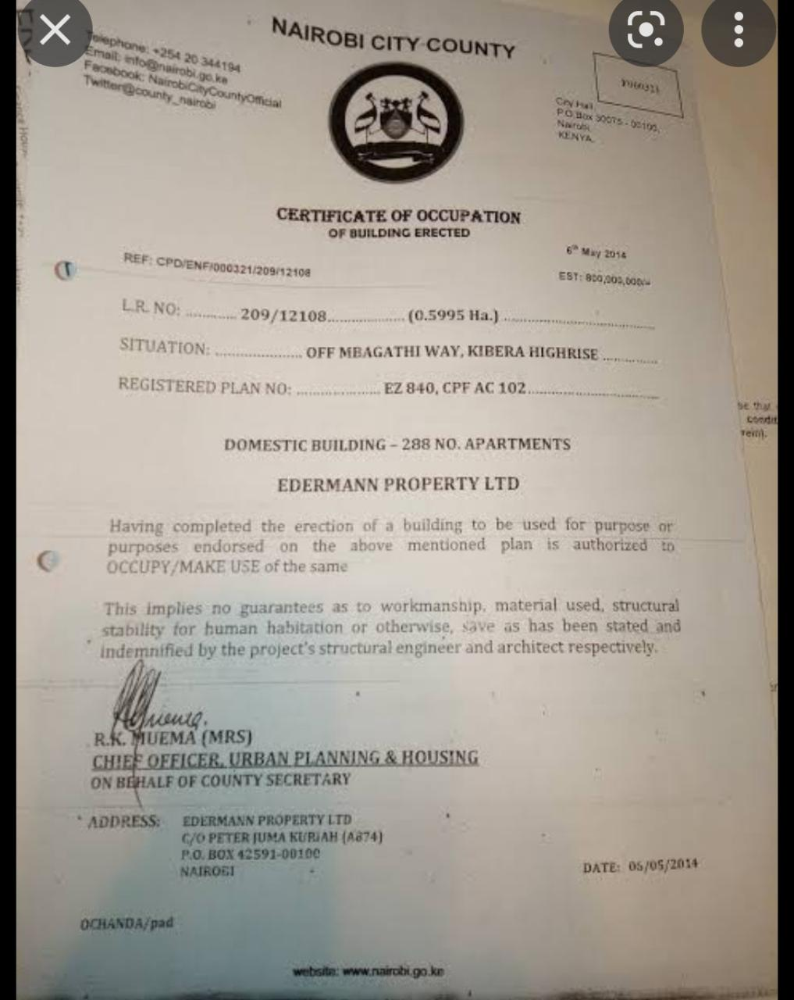 NAIROBI CITY COUNTY
Telephone: +254 20 344194
Email: info@nairobi.go.ke
Facebook: NairobiCityCountyOfficial
Twitter@county_nairobi
City Hall,
P.O.Box 30075 - 00100,
Nairobi,
KENYA.
CERTIFICATE OF OCCUPATION
OF BUILDING ERECTED
6th May 2014
REF: CPD/ENF/000321/209/12108
EST: 800,000,000/=
L.R. NO: ............ 209/12108.................. (0.5995 Ha.) ....................................
SITUATION: ..................... OFF MBAGATHI WAY, KIBERA HIGHRISE .............
REGISTERED PLAN NO: .................... EZ 840, CPF AC 102...............................
DOMESTIC BUILDING – 288 NO. APARTMENTS
EDERMANN PROPERTY LTD
Having completed the erection of a building to be used for purpose or
purposes endorsed on the above mentioned plan is authorized to
OCCUPY/MAKE USE of the same
This implies no guarantees as to workmanship, material used, structural
stability for human habitation or otherwise, save as has been stated and
indemnified by the project's structural engineer and architect respectively.
R.K. MUEMA (MRS)
CHIEF OFFICER, URBAN PLANNING & HOUSING
ON BEHALF OF COUNTY SECRETARY
ADDRESS: EDERMANN PROPERTY LTD
C/O PETER JUMA KURIAH (A874)
P.O. BOX 42591-00100
NAIROBI
DATE: 06/05/2014
OCHANDA/pad
website: www.nairobi.go.ke